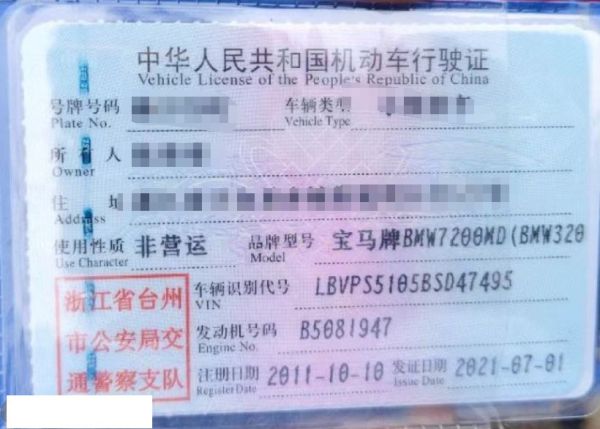 中华人民共和国机动车行驶证
Vehicle License of the People's Republic of China
号牌号码 车辆类型
Plate No. Vehicle Type
所有人
Owner
住址
Address
使用性质 非营运 品牌型号 宝马牌BMW7200MD(BMW320
Use Character Model
浙江省台州
市公安局交
通警察支队
车辆识别代号 LBVPS5105BSD47495
VIN
发动机号码 B5081947
Engine No.
注册日期 2011-10-10 发证日期 2021-07-01
Register Date Issue Date